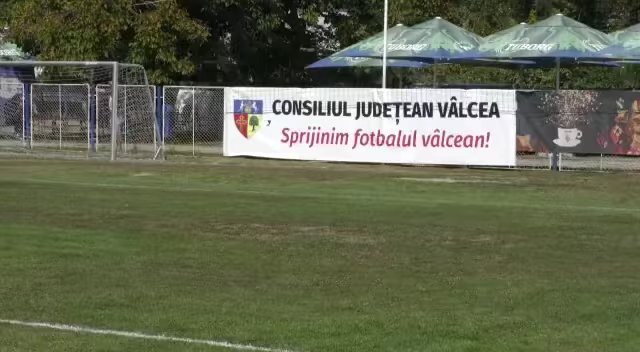 TUBORG TUBORG
CONSILIUL JUDEȚEAN VÂLCEA
Sprijinim fotbalul vâlcean!